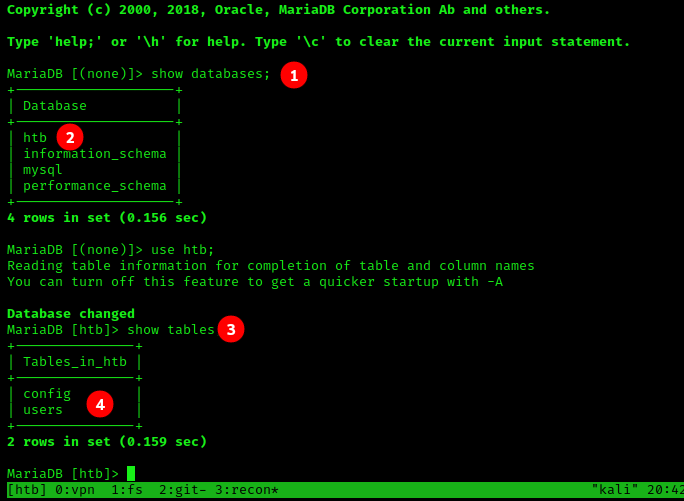 Copyright (c) 2000, 2018, Oracle, MariaDB Corporation Ab and others.
Type 'help;' or '\h' for help. Type '\c' to clear the current input statement.
MariaDB [(none)]> show databases; 1
+--------------------+
| Database           |
+--------------------+
| htb 2              |
| information_schema |
| mysql              |
| performance_schema |
+--------------------+
4 rows in set (0.156 sec)
MariaDB [(none)]> use htb;
Reading table information for completion of table and column names
You can turn off this feature to get a quicker startup with -A
Database changed
MariaDB [htb]> show tables 3
+---------------+
| Tables_in_htb |
+---------------+
| config        |
| users 4       |
+---------------+
2 rows in set (0.159 sec)
MariaDB [htb]>
[htb] 0:vpn  1:fs  2:git- 3:recon* "kali" 20:42